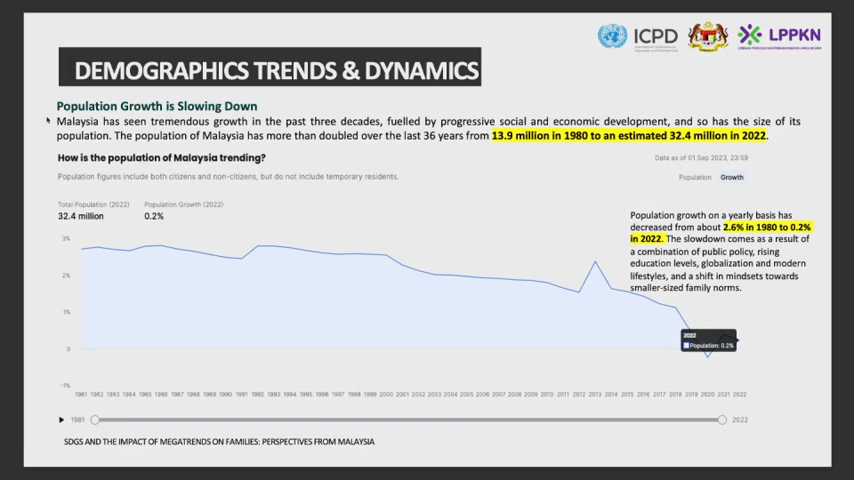 ICPD
LPPKN
DEMOGRAPHICS TRENDS & DYNAMICS
Population Growth is Slowing Down
Malaysia has seen tremendous growth in the past three decades, fuelled by progressive social and economic development, and so has the size of its
population. The population of Malaysia has more than doubled over the last 36 years from 13.9 million in 1980 to an estimated 32.4 million in 2022.
How is the population of Malaysia trending?
Data as of 01 Sep 2023, 23:59
Population figures include both citizens and non-citizens, but do not include temporary residents.
Population Growth
Total Population (2022) Population Growth (2022)
32.4 million 0.2%
Population growth on a yearly basis has
decreased from about 2.6% in 1980 to 0.2%
in 2022. The slowdown comes as a result of
a combination of public policy, rising
education levels, globalization and modern
lifestyles, and a shift in mindsets towards
smaller-sized family norms.
3%
2%
1%
0
-1%
2022
Population: 0.2%
1981 1982 1983 1984 1985 1986 1987 1988 1989 1990 1991 1992 1993 1994 1995 1996 1997 1998 1999 2000 2001 2002 2003 2004 2005 2006 2007 2008 2009 2010 2011 2012 2013 2014 2015 2016 2017 2018 2019 2020 2021 2022
1981 2022
SDGS AND THE IMPACT OF MEGATRENDS ON FAMILIES: PERSPECTIVES FROM MALAYSIA